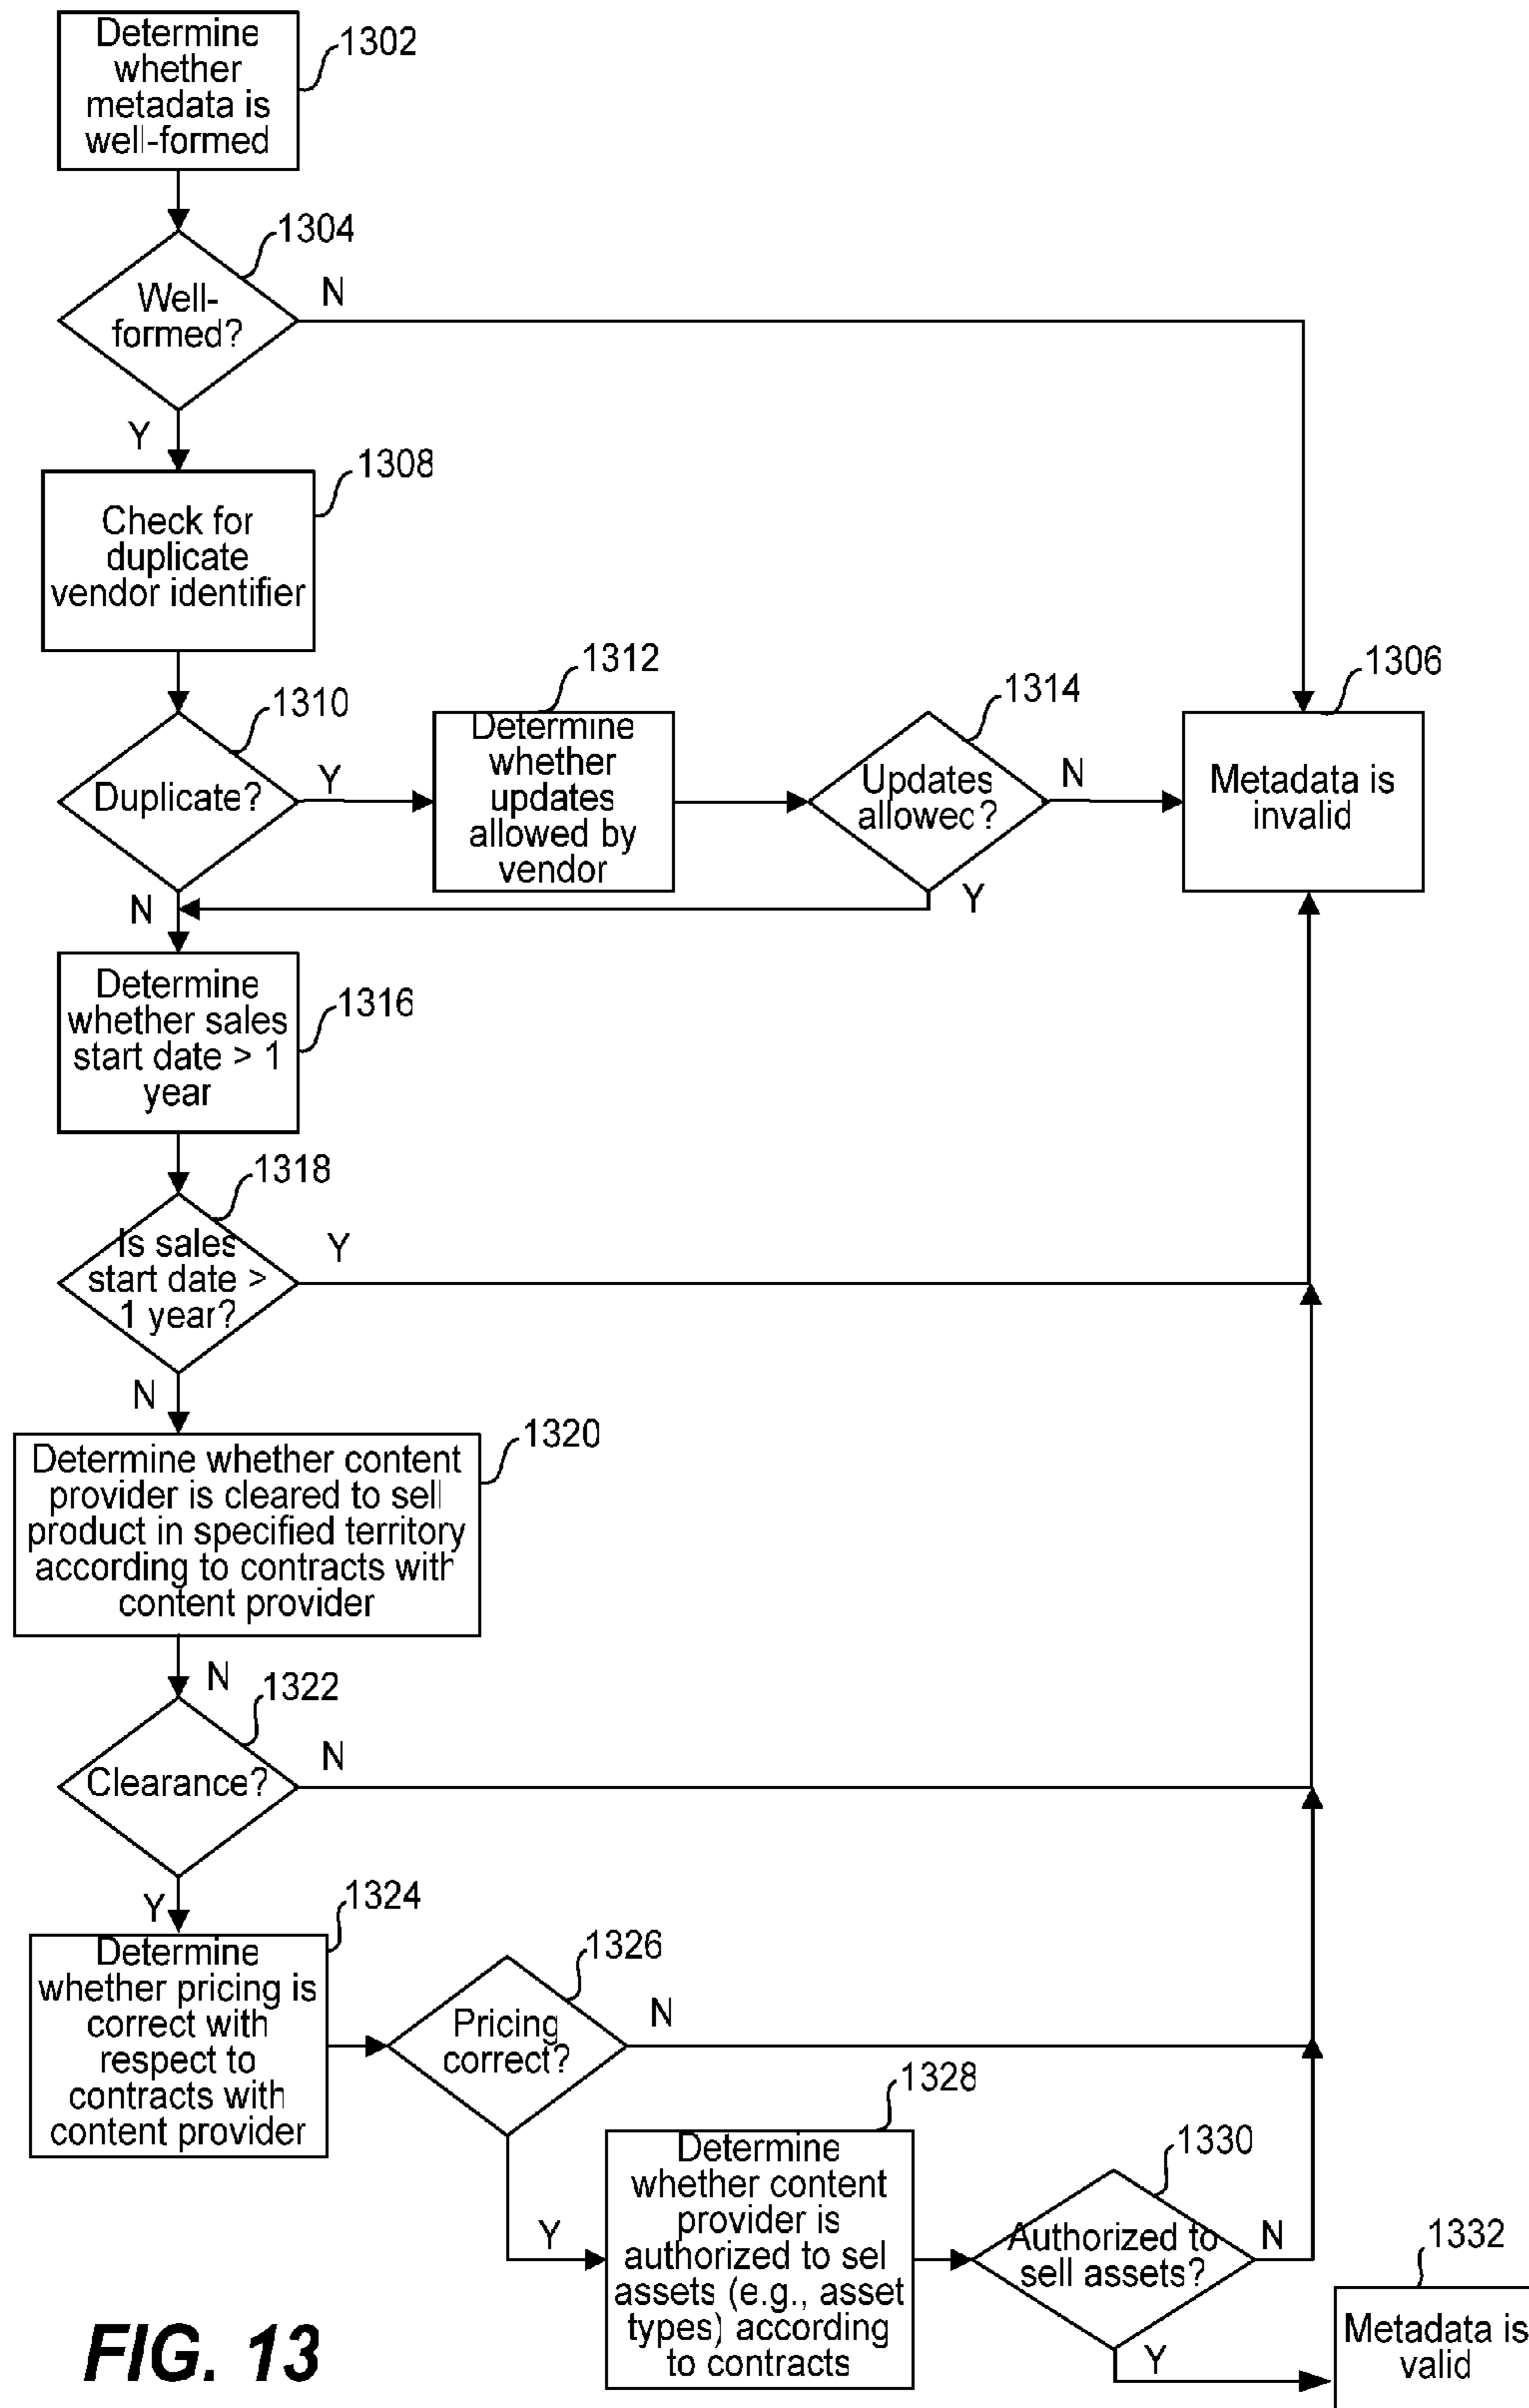 Determine
whether
metadata is
well-formed
1302
1304
Well-
formed?
N
Y
1308
Check for
duplicate
vendor identifier
1310
Duplicate?
Y
N
1312
Determine
whether
updates
allowed by
vendor
1314
Updates
allowed?
N
Y
1306
Metadata is
invalid
Determine
whether sales
start date > 1
year
1316
1318
Is sales
start date >
1 year?
Y
N
1320
Determine whether content
provider is cleared to sell
product in specified territory
according to contracts with
content provider
N
1322
Clearance?
N
Y
1324
Determine
whether pricing is
correct with
respect to
contracts with
content provider
1326
Pricing
correct?
N
Y
1328
Determine
whether content
provider is
authorized to sel
assets (e.g., asset
types) according
to contracts
1330
Authorized to
sell assets?
N
Y
1332
Metadata is
valid
FIG. 13